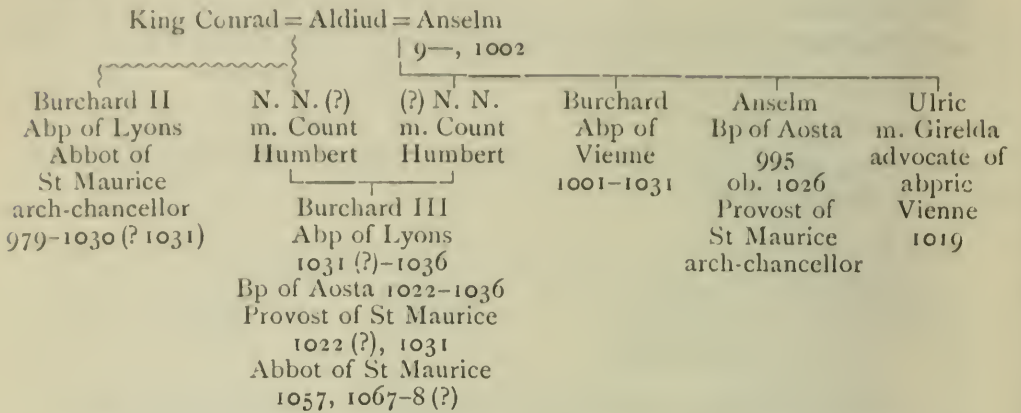 King Conrad = Aldiud = Anselm
9—, 1002
Burchard II
Abp of Lyons
Abbot of
St Maurice
arch-chancellor
979–1030 (? 1031)
N. N. (?)
m. Count
Humbert
(?) N. N.
m. Count
Humbert
Burchard III
Abp of Lyons
1031 (?)–1036
Bp of Aosta 1022–1036
Provost of St Maurice
1022 (?), 1031
Abbot of St Maurice
1057, 1067–8 (?)
Burchard
Abp of
Vienne
1001–1031
Anselm
Bp of Aosta
995
ob. 1026
Provost of
St Maurice
arch-chancellor
Ulric
m. Girelda
advocate of
abpric
Vienne
1019